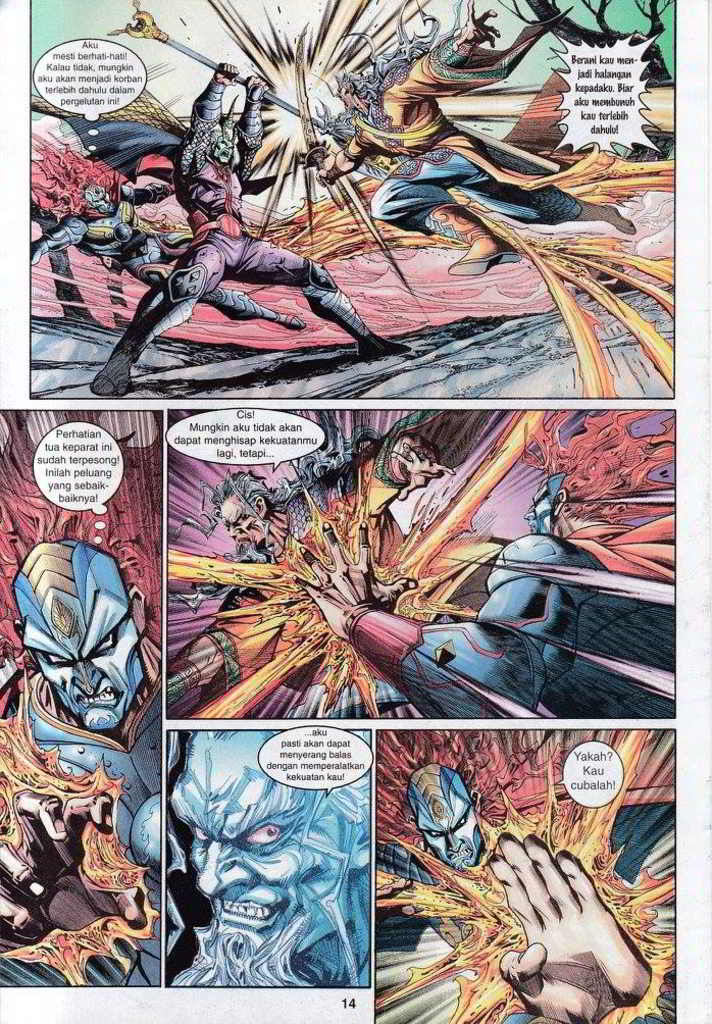 Aku
mesti berhati-hati!
Kalau tidak, mungkin
aku akan menjadi korban
terlebih dahulu dalam
pergelutan ini!
Berani kau men-
jadi halangan
kepadaku. Biar
aku membunuh
kau terlebih
dahulu!
Perhatian
tua keparat ini
sudah terpesong!
Inilah peluang
yang sebaik-
baiknya!
Cis!
Mungkin aku tidak akan
dapat menghisap kekuatanmu
lagi, tetapi...
...aku
pasti akan dapat
menyerang balas
dengan memperalatkan
kekuatan kau!
Yakah?
Kau
cubalah!
14